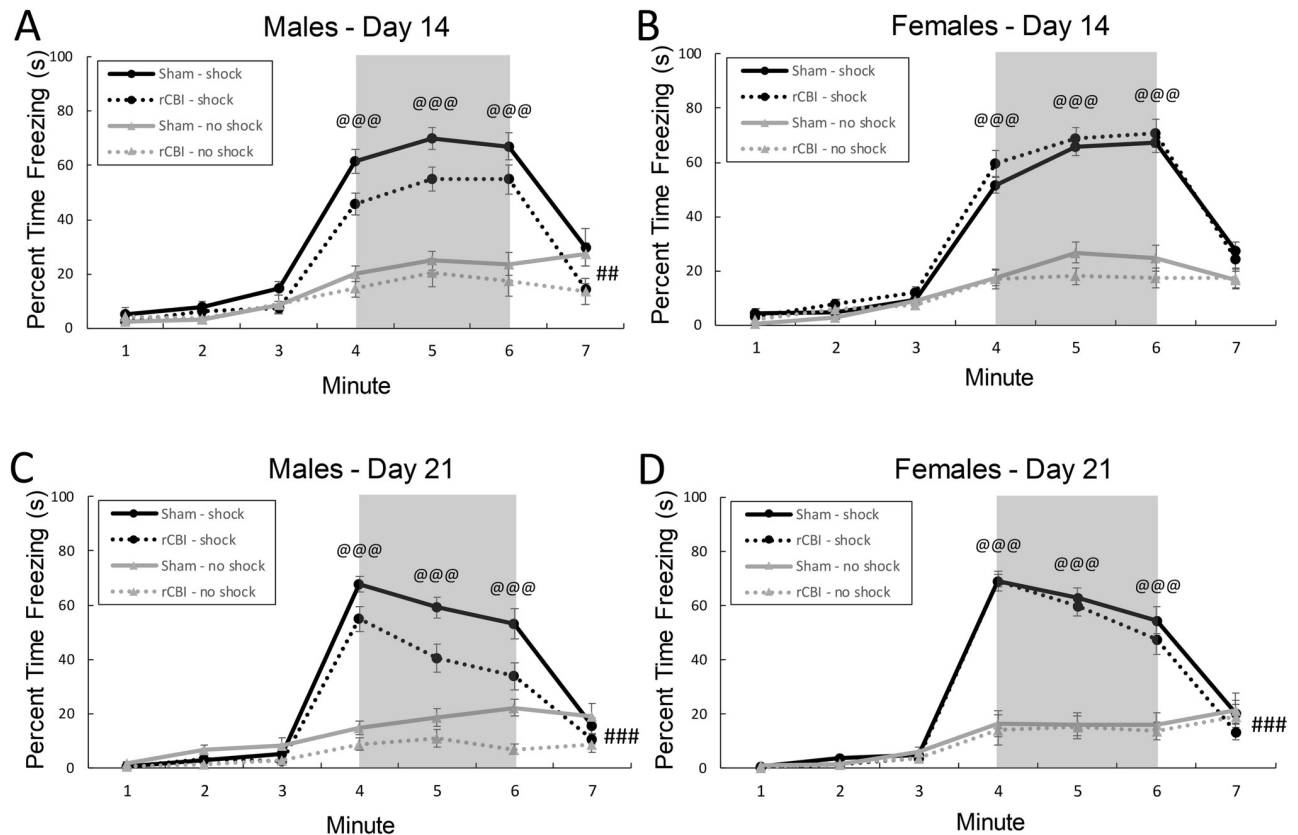 A
Males - Day 14
Percent Time Freezing (s)
100
80
60
40
20
0
Sham - shock
rCBI - shock
Sham - no shock
rCBI - no shock
@@@
@@@
@@@
##
1 2 3 4 5 6 7
Minute
B
Females - Day 14
Percent Time Freezing (s)
100
80
60
40
20
0
Sham - shock
rCBI - shock
Sham - no shock
rCBI - no shock
@@@
@@@
@@@
1 2 3 4 5 6 7
Minute
C
Males - Day 21
Percent Time Freezing (s)
100
80
60
40
20
0
Sham - shock
rCBI - shock
Sham - no shock
rCBI - no shock
@@@
@@@
@@@
###
1 2 3 4 5 6 7
Minute
D
Females - Day 21
Percent Time Freezing (s)
100
80
60
40
20
0
Sham - shock
rCBI - shock
Sham - no shock
rCBI - no shock
@@@
@@@
@@@
###
1 2 3 4 5 6 7
Minute